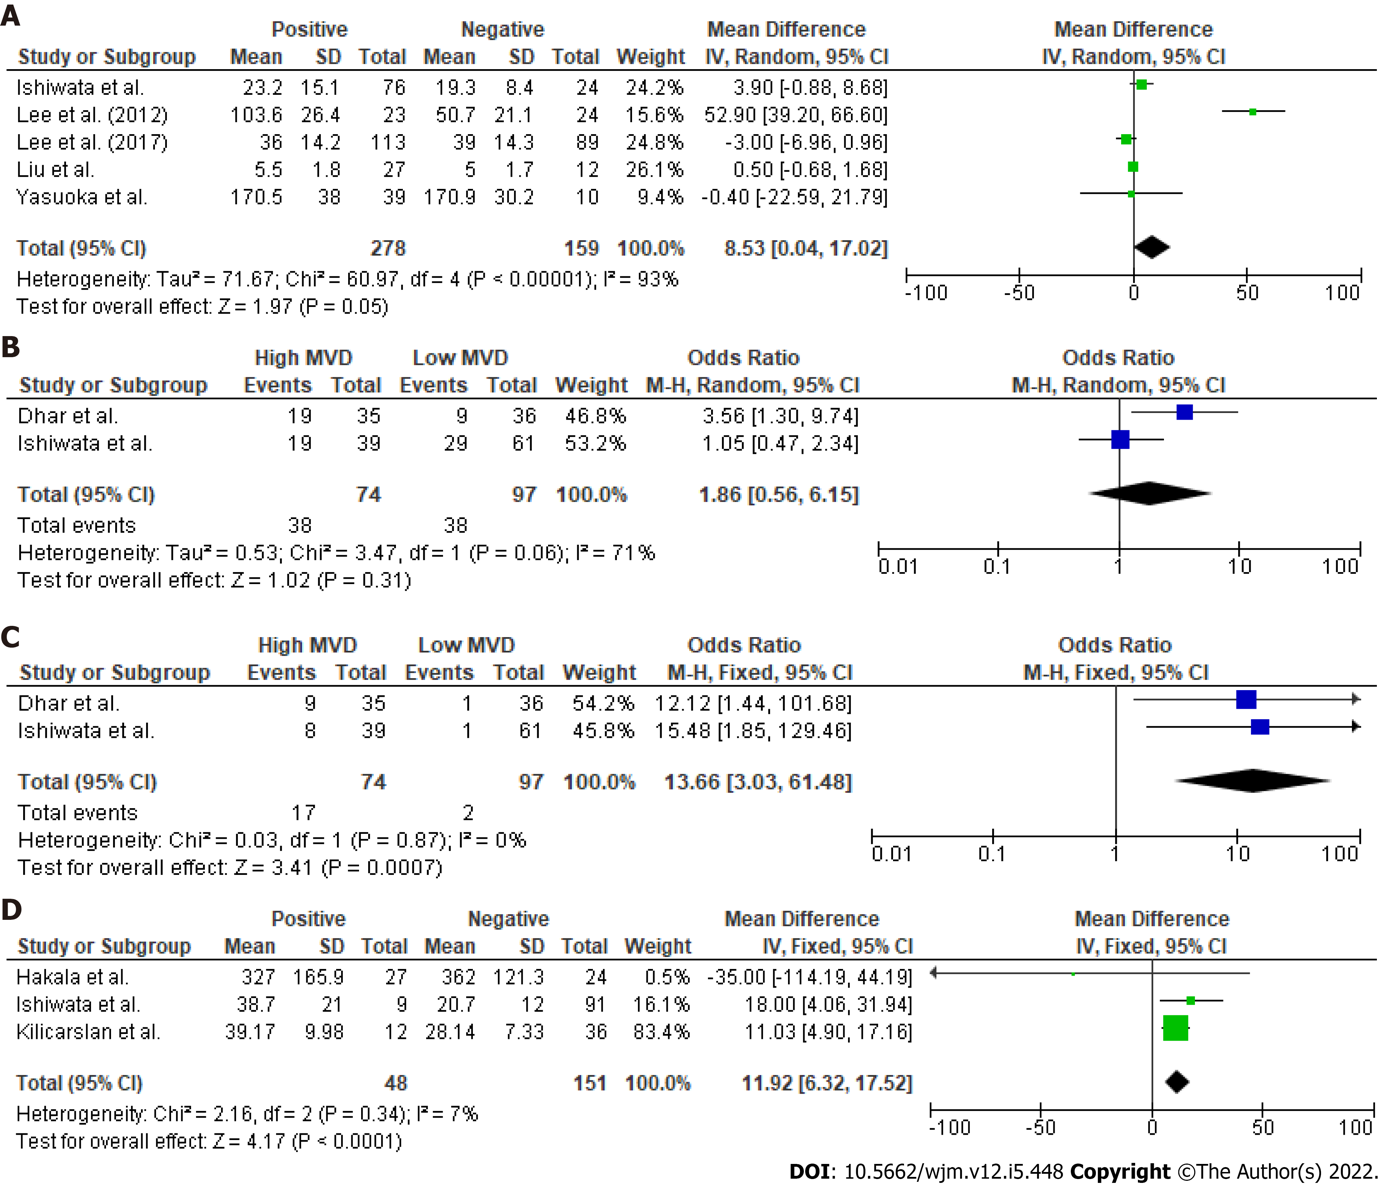 A
Positive Negative Mean Difference Mean Difference
Study or Subgroup Mean SD Total Mean SD Total Weight IV, Random, 95% CI IV, Random, 95% CI
Ishiwata et al. 23.2 15.1 76 19.3 8.4 24 24.2% 3.90 [-0.88, 8.68]
Lee et al. (2012) 103.6 26.4 23 50.7 21.1 24 15.6% 52.90 [39.20, 66.60]
Lee et al. (2017) 36 14.2 113 39 14.3 89 24.8% -3.00 [-6.96, 0.96]
Liu et al. 5.5 1.8 27 5 1.7 12 26.1% 0.50 [-0.68, 1.68]
Yasuoka et al. 170.5 38 39 170.9 30.2 10 9.4% -0.40 [-22.59, 21.79]
Total (95% CI) 278 159 100.0% 8.53 [0.04, 17.02]
Heterogeneity: Tau² = 71.67; Chi² = 60.97, df = 4 (P < 0.00001); I² = 93%
Test for overall effect: Z = 1.97 (P = 0.05)
-100 -50 0 50 100
B
High MVD Low MVD Odds Ratio Odds Ratio
Study or Subgroup Events Total Events Total Weight M-H, Random, 95% CI M-H, Random, 95% CI
Dhar et al. 19 35 9 36 46.8% 3.56 [1.30, 9.74]
Ishiwata et al. 19 39 29 61 53.2% 1.05 [0.47, 2.34]
Total (95% CI) 74 97 100.0% 1.86 [0.56, 6.15]
Total events 38 38
Heterogeneity: Tau² = 0.53; Chi² = 3.47, df = 1 (P = 0.06); I² = 71%
Test for overall effect: Z = 1.02 (P = 0.31)
0.01 0.1 1 10 100
C
High MVD Low MVD Odds Ratio Odds Ratio
Study or Subgroup Events Total Events Total Weight M-H, Fixed, 95% CI M-H, Fixed, 95% CI
Dhar et al. 9 35 1 36 54.2% 12.12 [1.44, 101.68]
Ishiwata et al. 8 39 1 61 45.8% 15.48 [1.85, 129.46]
Total (95% CI) 74 97 100.0% 13.66 [3.03, 61.48]
Total events 17 2
Heterogeneity: Chi² = 0.03, df = 1 (P = 0.87); I² = 0%
Test for overall effect: Z = 3.41 (P = 0.0007)
0.01 0.1 1 10 100
D
Positive Negative Mean Difference Mean Difference
Study or Subgroup Mean SD Total Mean SD Total Weight IV, Fixed, 95% CI IV, Fixed, 95% CI
Hakala et al. 327 165.9 27 362 121.3 24 0.5% -35.00 [-114.19, 44.19]
Ishiwata et al. 38.7 21 9 20.7 12 91 16.1% 18.00 [4.06, 31.94]
Kilicarslan et al. 39.17 9.98 12 28.14 7.33 36 83.4% 11.03 [4.90, 17.16]
Total (95% CI) 48 151 100.0% 11.92 [6.32, 17.52]
Heterogeneity: Chi² = 2.16, df = 2 (P = 0.34); I² = 7%
Test for overall effect: Z = 4.17 (P < 0.0001)
-100 -50 0 50 100
DOI: 10.5662/wjm.v12.i5.448 Copyright ©The Author(s) 2022.